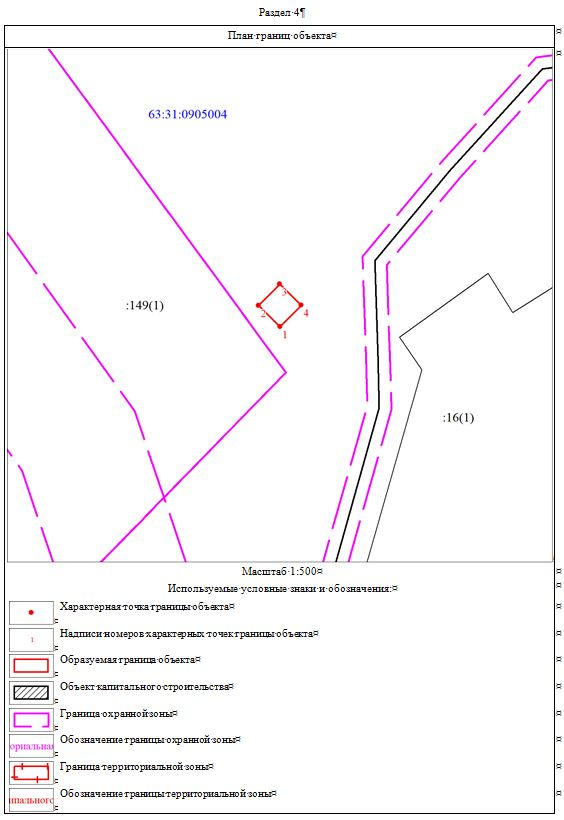 Раздел·4¶
План·границ·объекта¤
63:31:0905004
:149(1)
3
2
4
1
:16(1)
Масштаб·1:500¤
Используемые·условные·знаки·и·обозначения:¤
Характерная·точка·границы·объекта¤
1
Надписи·номеров·характерных·точек·границы·объекта¤
Образуемая·граница·объекта¤
Объект·капитального·строительства¤
Граница·охранной·зоны¤
Обозначение·границы·охранной·зоны¤
Граница·территориальной·зоны¤
Обозначение·границы·территориальной·зоны¤